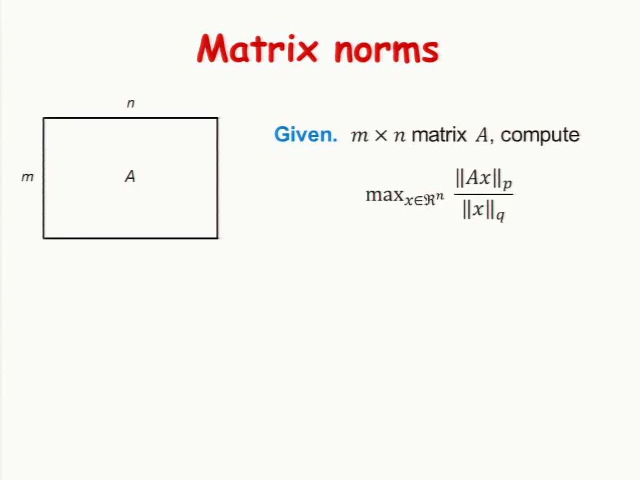 Matrix norms
n
m
A
Given. m × n matrix A, compute
max_{x∈ℜⁿ} ‖Ax‖_p / ‖x‖_q